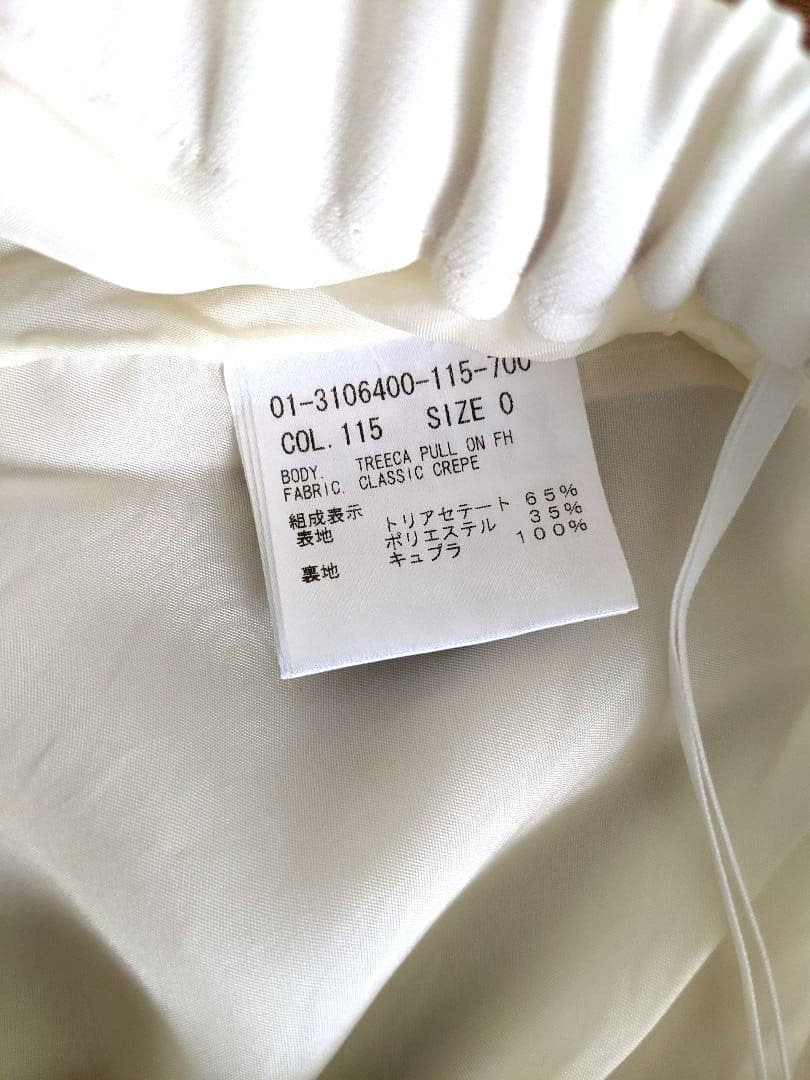 01-3106400-115-700
COL. 115 SIZE 0
BODY. TREECA PULL ON FH
FABRIC. CLASSIC CREPE
組成表示
表地 トリアセテート 65%
ポリエステル 35%
裏地 キュプラ 100%